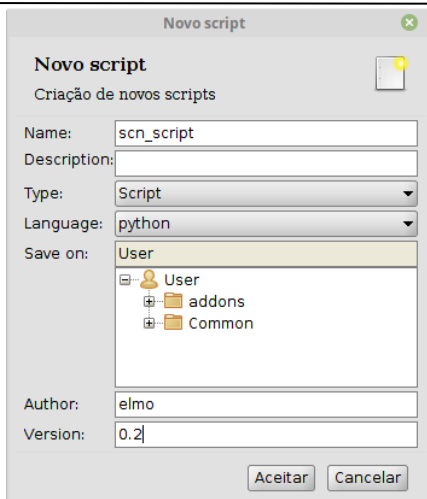 Novo script
Novo script
Criação de novos scripts
Name: scn_script
Description:
Type: Script
Language: python
Save on: User
User
addons
Common
Author: elmo
Version: 0.2
Aceitar Cancelar